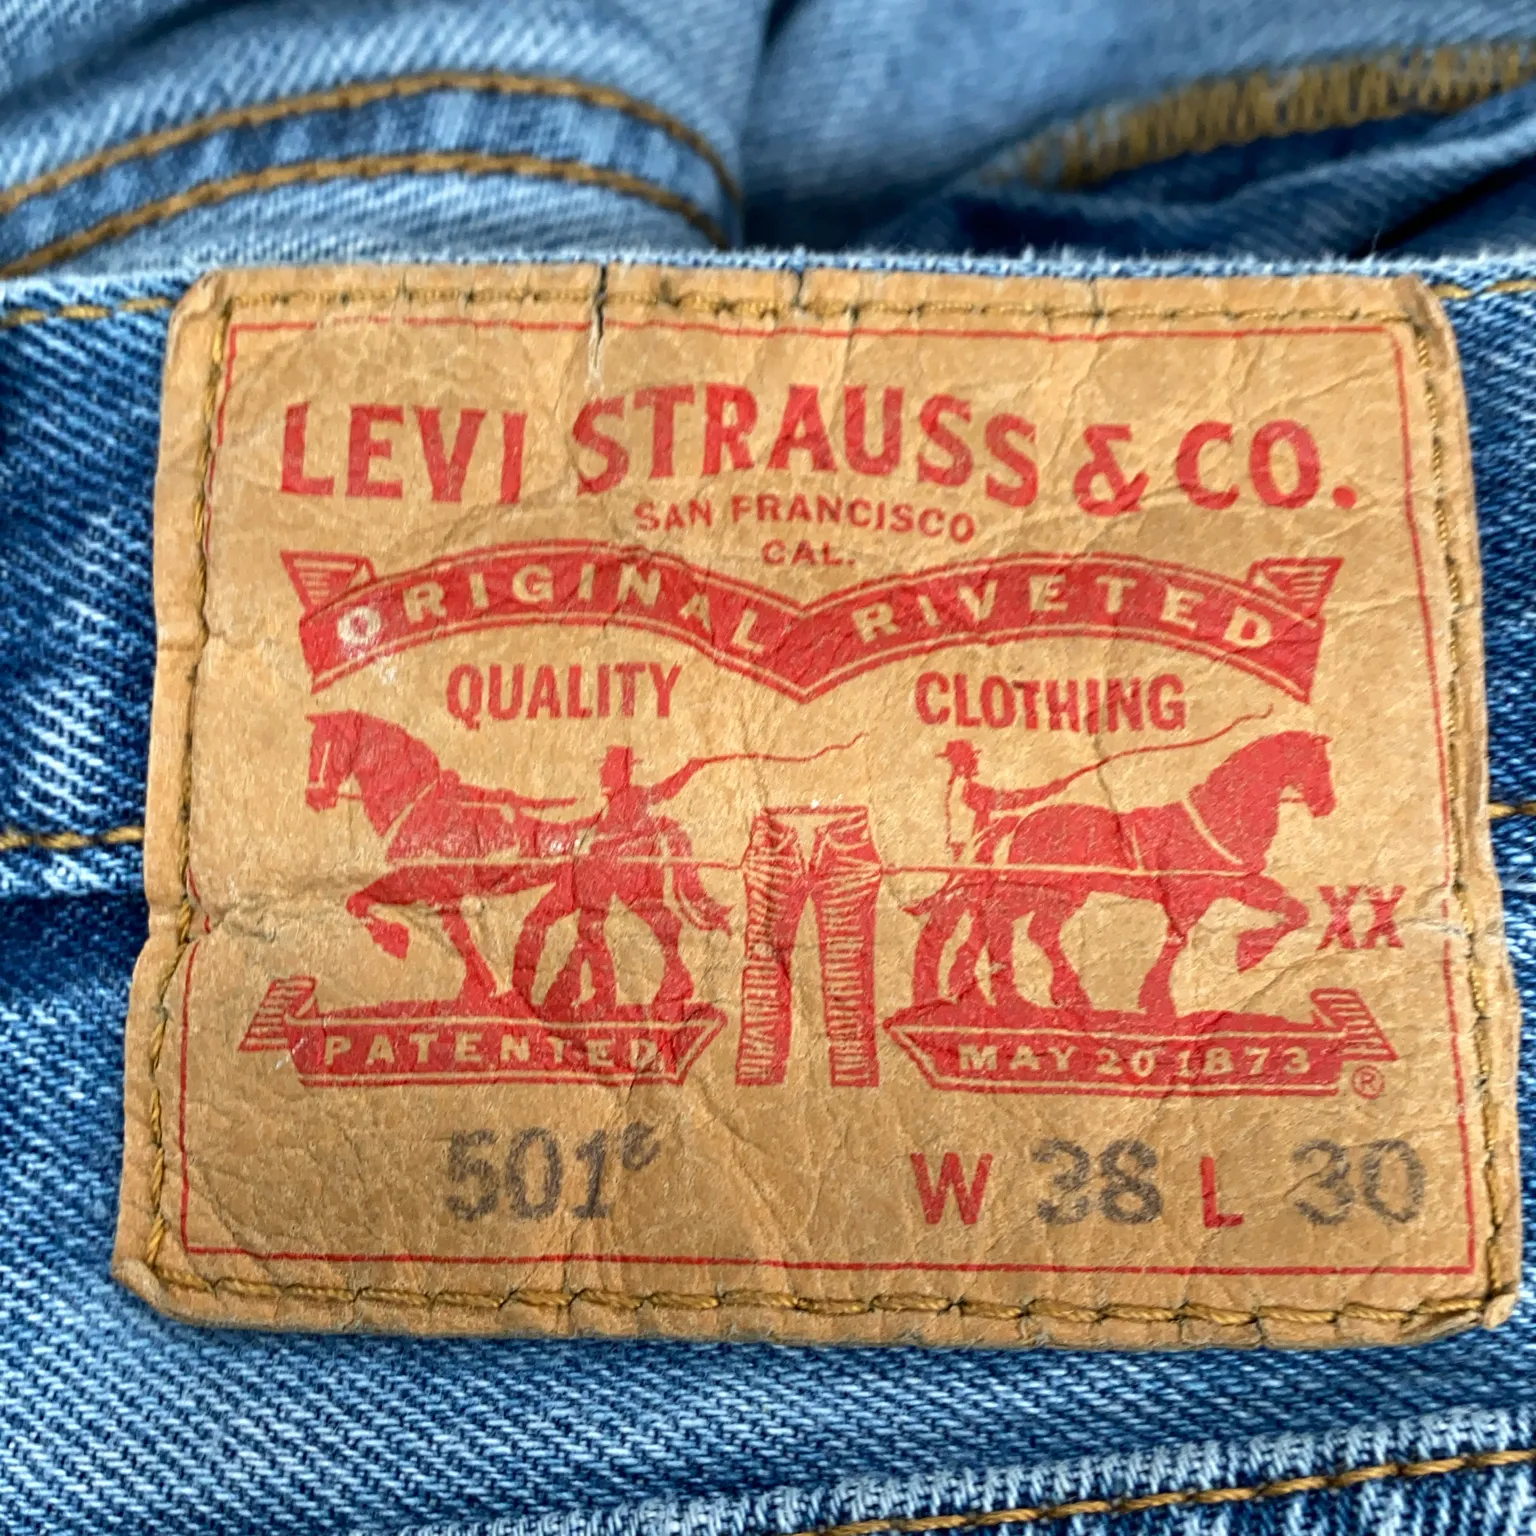 LEVI STRAUSS & CO.
SAN FRANCISCO
CAL.
ORIGINAL RIVETED
QUALITY CLOTHING
XX
PATENTED MAY 20 1873 ®
501® W 38 L 30